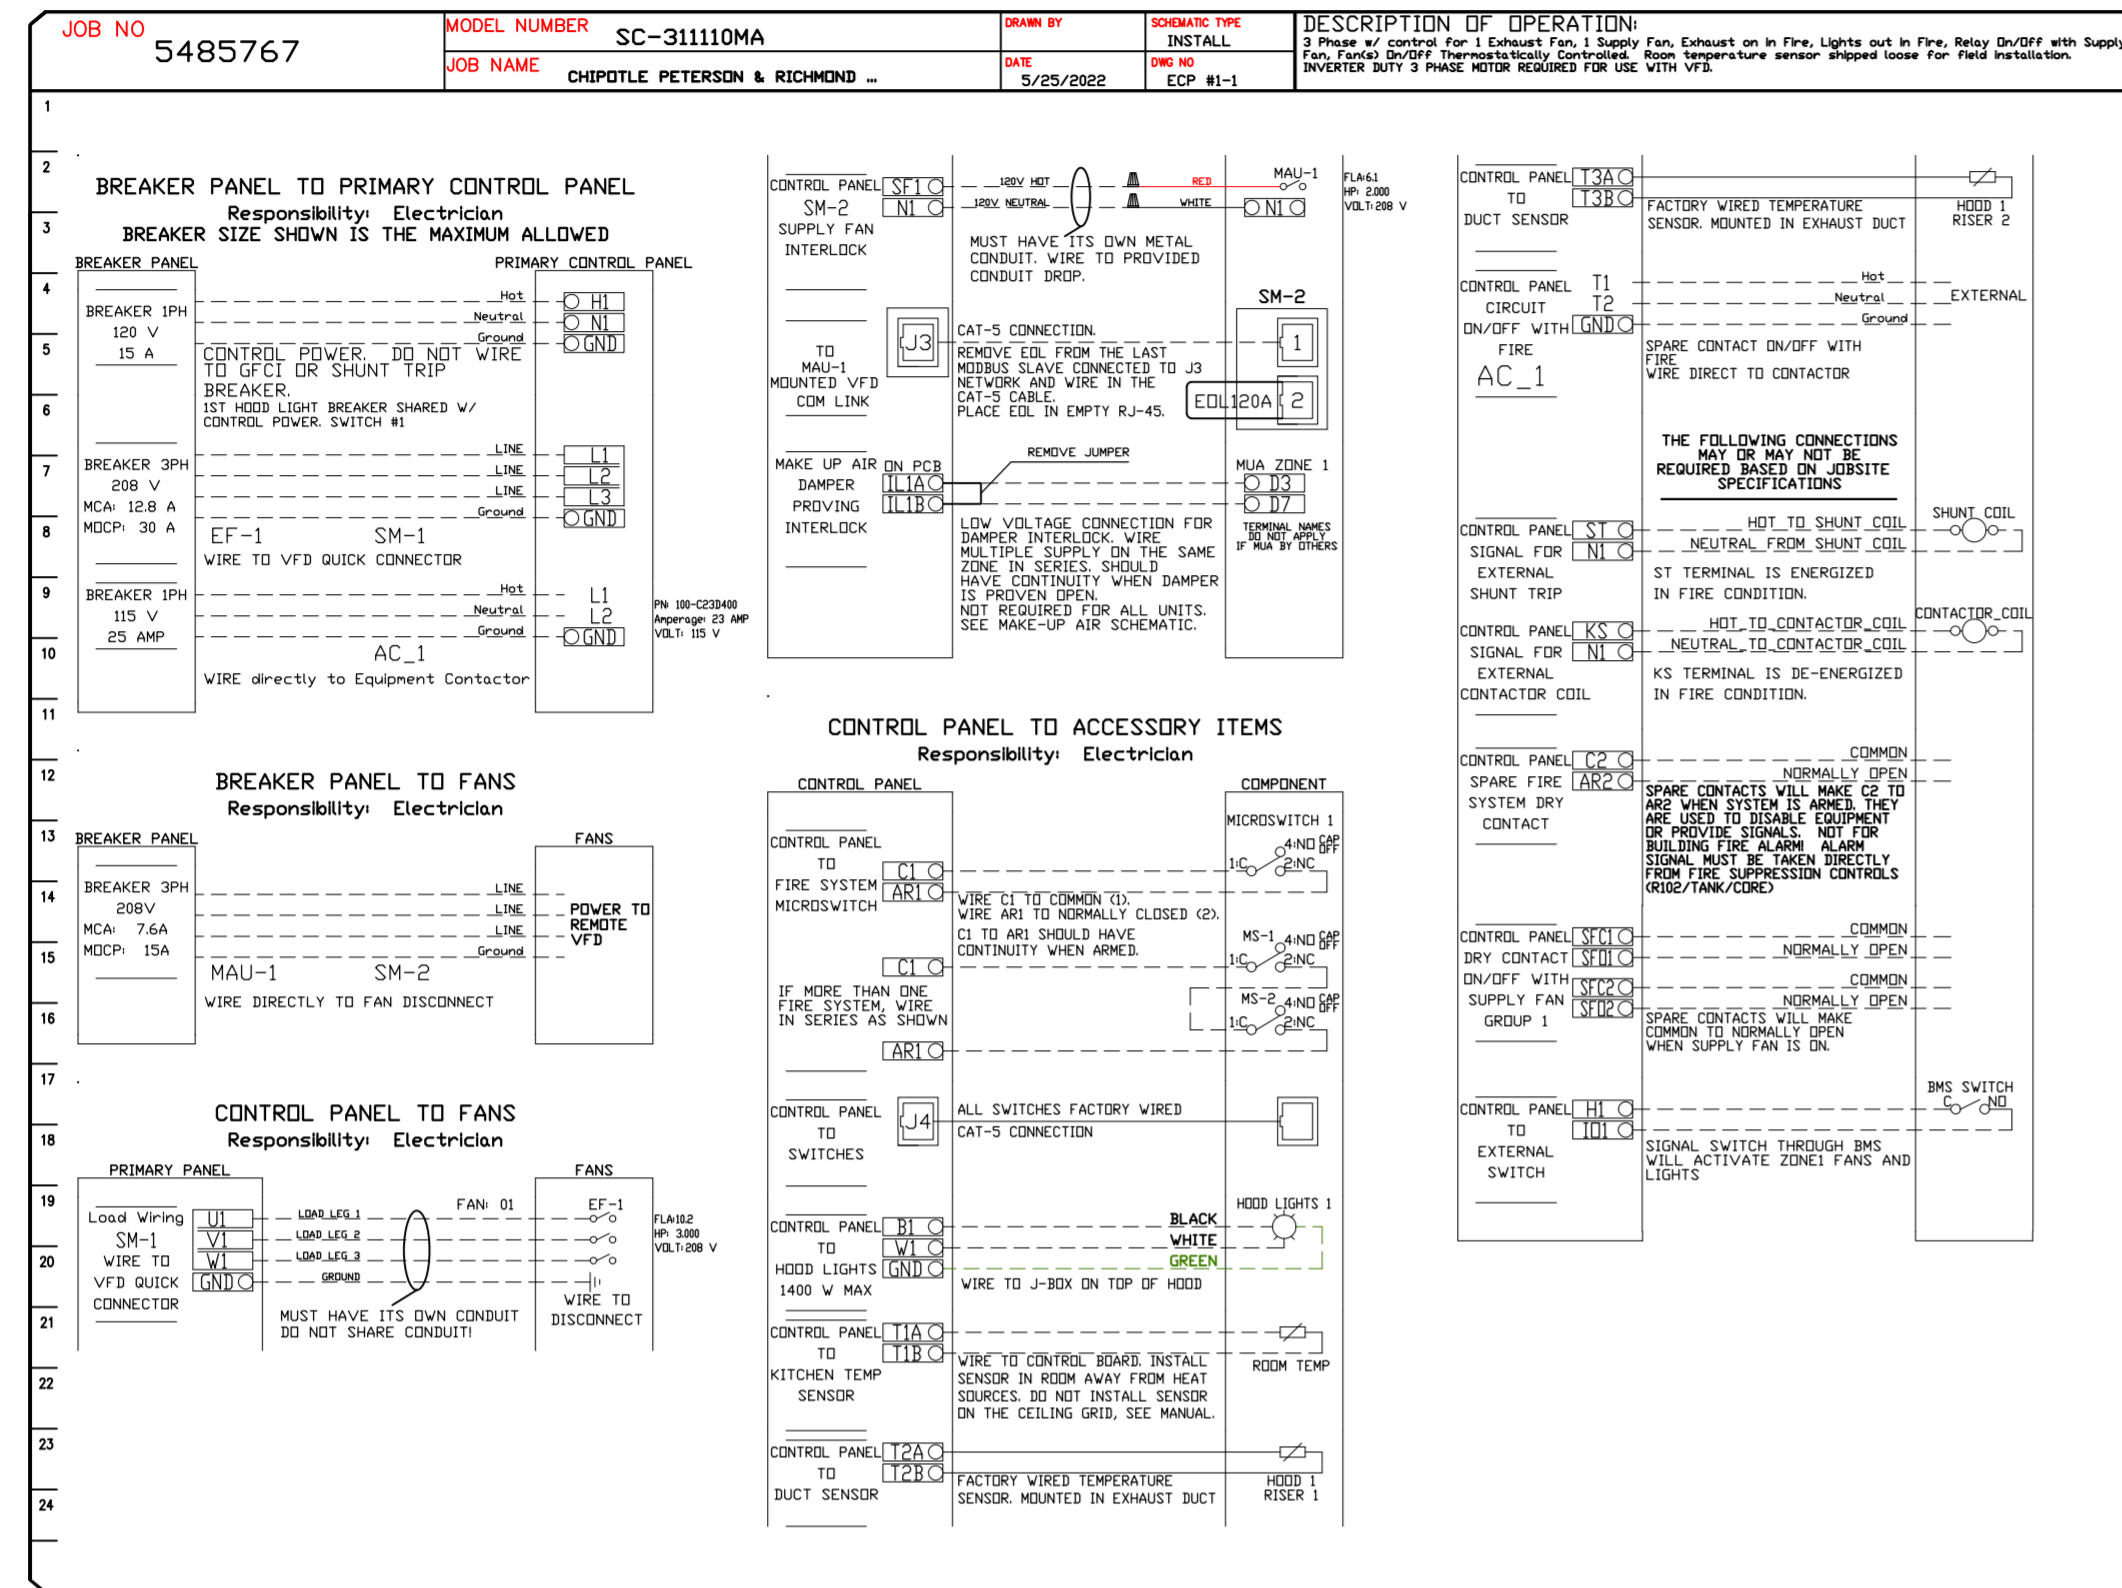 JOB NO
5485767
MODEL NUMBER
SC-311110MA
JOB NAME
CHIPOTLE PETERSON & RICHMOND ...
DRAWN BY
DATE
5/25/2022
SCHEMATIC TYPE
INSTALL
DWG NO
ECP #1-1
DESCRIPTION OF OPERATION:
3 Phase w/ control for 1 Exhaust Fan, 1 Supply Fan, Exhaust on in Fire, Lights out in Fire, Relay On/Off with Supply
Fan, Fan(s) On/Off Thermostatically Controlled. Room temperature sensor shipped loose for field installation.
INVERTER DUTY 3 PHASE MOTOR REQUIRED FOR USE WITH VFD.
1
2
3
4
5
6
7
8
9
10
11
12
13
14
15
16
17
18
19
20
21
22
23
24
BREAKER PANEL TO PRIMARY CONTROL PANEL
Responsibility: Electrician
BREAKER SIZE SHOWN IS THE MAXIMUM ALLOWED
BREAKER PANEL
PRIMARY CONTROL PANEL
BREAKER 1PH
120 V
15 A
Hot
H1
Neutral
N1
Ground
GND
CONTROL POWER. DO NOT WIRE
TO GFCI OR SHUNT TRIP
BREAKER.
1ST HOOD LIGHT BREAKER SHARED W/
CONTROL POWER. SWITCH #1
BREAKER 3PH
208 V
MCA: 12.8 A
MOCP: 30 A
LINE
L1
LINE
L2
LINE
L3
Ground
GND
EF-1
SM-1
WIRE TO VFD QUICK CONNECTOR
BREAKER 1PH
115 V
25 AMP
Hot
L1
Neutral
L2
Ground
GND
PN: 100-C23D400
Amperage: 23 AMP
VOLT: 115 V
AC_1
WIRE directly to Equipment Contactor
BREAKER PANEL TO FANS
Responsibility: Electrician
BREAKER PANEL
FANS
BREAKER 3PH
208V
MCA: 7.6A
MOCP: 15A
LINE
LINE
LINE
Ground
POWER TO
REMOTE
VFD
MAU-1
SM-2
WIRE DIRECTLY TO FAN DISCONNECT
CONTROL PANEL TO FANS
Responsibility: Electrician
PRIMARY PANEL
FANS
Load Wiring
SM-1
WIRE TO
VFD QUICK
CONNECTOR
U1
V1
W1
GND
LOAD LEG 1
LOAD LEG 2
LOAD LEG 3
GROUND
FAN: 01
EF-1
FLA:10.2
HP: 3.000
VOLT:208 V
WIRE TO
DISCONNECT
MUST HAVE ITS OWN CONDUIT
DO NOT SHARE CONDUIT!
CONTROL PANEL
SM-2
SUPPLY FAN
INTERLOCK
SF1
N1
120V HOT
120V NEUTRAL
RED
WHITE
MAU-1
N1
FLA:6.1
HP: 2.000
VOLT:208 V
MUST HAVE ITS OWN METAL
CONDUIT. WIRE TO PROVIDED
CONDUIT DROP.
TO
MAU-1
MOUNTED VFD
COM LINK
J3
CAT-5 CONNECTION.
REMOVE EOL FROM THE LAST
MODBUS SLAVE CONNECTED TO J3
NETWORK AND WIRE IN THE
CAT-5 CABLE.
PLACE EOL IN EMPTY RJ-45.
SM-2
1
EOL120A
2
MAKE UP AIR
DAMPER
PROVING
INTERLOCK
ON PCB
IL1A
IL1B
REMOVE JUMPER
MUA ZONE 1
D3
D7
TERMINAL NAMES
DO NOT APPLY
IF MUA BY OTHERS
LOW VOLTAGE CONNECTION FOR
DAMPER INTERLOCK. WIRE
MULTIPLE SUPPLY ON THE SAME
ZONE IN SERIES. SHOULD
HAVE CONTINUITY WHEN DAMPER
IS PROVEN OPEN.
NOT REQUIRED FOR ALL UNITS.
SEE MAKE-UP AIR SCHEMATIC.
CONTROL PANEL TO ACCESSORY ITEMS
Responsibility: Electrician
CONTROL PANEL
COMPONENT
CONTROL PANEL
TO
FIRE SYSTEM
MICROSWITCH
C1
AR1
MICROSWITCH 1
4:NO CAP OFF
1:C
2:NC
WIRE C1 TO COMMON (1).
WIRE AR1 TO NORMALLY CLOSED (2).
C1 TO AR1 SHOULD HAVE
CONTINUITY WHEN ARMED.
C1
MS-1
4:NO CAP OFF
1:C
2:NC
IF MORE THAN ONE
FIRE SYSTEM, WIRE
IN SERIES AS SHOWN
MS-2
4:NO CAP OFF
1:C
2:NC
AR1
CONTROL PANEL
TO
SWITCHES
J4
ALL SWITCHES FACTORY WIRED
CAT-5 CONNECTION
CONTROL PANEL
TO
HOOD LIGHTS
1400 W MAX
B1
W1
GND
BLACK
WHITE
GREEN
HOOD LIGHTS 1
WIRE TO J-BOX ON TOP OF HOOD
CONTROL PANEL
TO
KITCHEN TEMP
SENSOR
T1A
T1B
ROOM TEMP
WIRE TO CONTROL BOARD. INSTALL
SENSOR IN ROOM AWAY FROM HEAT
SOURCES. DO NOT INSTALL SENSOR
ON THE CEILING GRID, SEE MANUAL.
CONTROL PANEL
TO
DUCT SENSOR
T2A
T2B
FACTORY WIRED TEMPERATURE
SENSOR. MOUNTED IN EXHAUST DUCT
HOOD 1
RISER 1
CONTROL PANEL
TO
DUCT SENSOR
T3A
T3B
FACTORY WIRED TEMPERATURE
SENSOR. MOUNTED IN EXHAUST DUCT
HOOD 1
RISER 2
CONTROL PANEL
CIRCUIT
ON/OFF WITH
FIRE
AC_1
T1
T2
GND
Hot
Neutral
Ground
EXTERNAL
SPARE CONTACT ON/OFF WITH
FIRE
WIRE DIRECT TO CONTACTOR
THE FOLLOWING CONNECTIONS
MAY OR MAY NOT BE
REQUIRED BASED ON JOBSITE
SPECIFICATIONS
CONTROL PANEL
SIGNAL FOR
EXTERNAL
SHUNT TRIP
ST
N1
HOT TO SHUNT COIL
NEUTRAL FROM SHUNT COIL
SHUNT COIL
ST TERMINAL IS ENERGIZED
IN FIRE CONDITION.
CONTROL PANEL
SIGNAL FOR
EXTERNAL
CONTACTOR COIL
KS
N1
HOT TO CONTACTOR COIL
NEUTRAL TO CONTACTOR COIL
CONTACTOR COIL
KS TERMINAL IS DE-ENERGIZED
IN FIRE CONDITION.
CONTROL PANEL
SPARE FIRE
SYSTEM DRY
CONTACT
C2
AR2
COMMON
NORMALLY OPEN
SPARE CONTACTS WILL MAKE C2 TO
AR2 WHEN SYSTEM IS ARMED. THEY
ARE USED TO DISABLE EQUIPMENT
OR PROVIDE SIGNALS. NOT FOR
BUILDING FIRE ALARM! ALARM
SIGNAL MUST BE TAKEN DIRECTLY
FROM FIRE SUPPRESSION CONTROLS
(R102/TANK/CORE)
CONTROL PANEL
DRY CONTACT
ON/OFF WITH
SUPPLY FAN
GROUP 1
SFC1
SFO1
SFC2
SFO2
COMMON
NORMALLY OPEN
COMMON
NORMALLY OPEN
SPARE CONTACTS WILL MAKE
COMMON TO NORMALLY OPEN
WHEN SUPPLY FAN IS ON.
CONTROL PANEL
TO
EXTERNAL
SWITCH
H1
IO1
BMS SWITCH
C
NO
SIGNAL SWITCH THROUGH BMS
WILL ACTIVATE ZONE1 FANS AND
LIGHTS